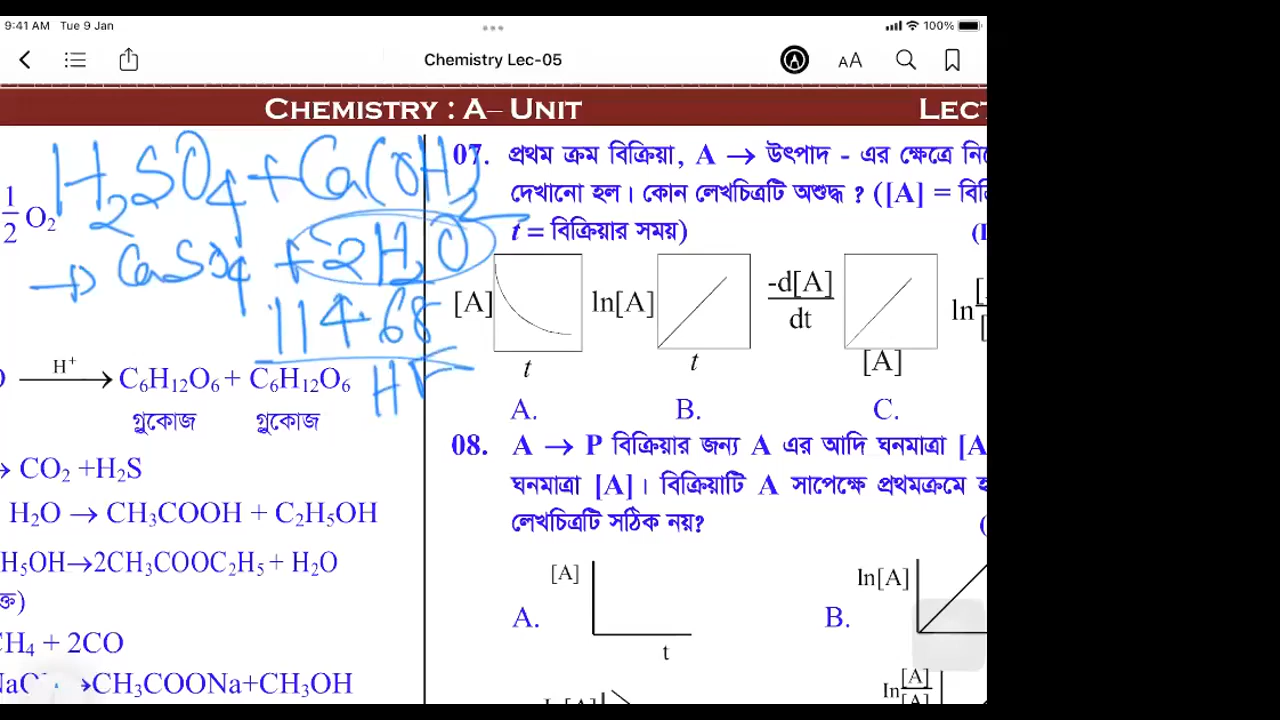 9:41 AM Tue 9 Jan
100%
Chemistry Lec-05
AA
CHEMISTRY : A– UNIT
LECT
H₂SO₄ + Ca(OH)₂
→ CaSO₄ + 2H₂O
114.68
1/2 O₂
H⁺
⟶ C₆H₁₂O₆ + C₆H₁₂O₆
গ্লুকোজ গ্লুকোজ
→ CO₂ +H₂S
H₂O → CH₃COOH + C₂H₅OH
H₅OH→2CH₃COOC₂H₅ + H₂O
CH₄ + 2CO
→CH₃COONa+CH₃OH
07. প্রথম ক্রম বিক্রিয়া, A → উৎপাদ - এর ক্ষেত্রে
দেখানো হল। কোন লেখচিত্রটি অশুদ্ধ ? ([A] =
t = বিক্রিয়ার সময়)
[A]
t
A.
ln[A]
t
B.
-d[A]/dt
[A]
C.
ln
08. A → P বিক্রিয়ার জন্য A এর আদি ঘনমাত্রা [A
ঘনমাত্রা [A]। বিক্রিয়াটি A সাপেক্ষে প্রথমক্রমে
লেখচিত্রটি সঠিক নয়?
[A]
A.
t
ln[A]
B.